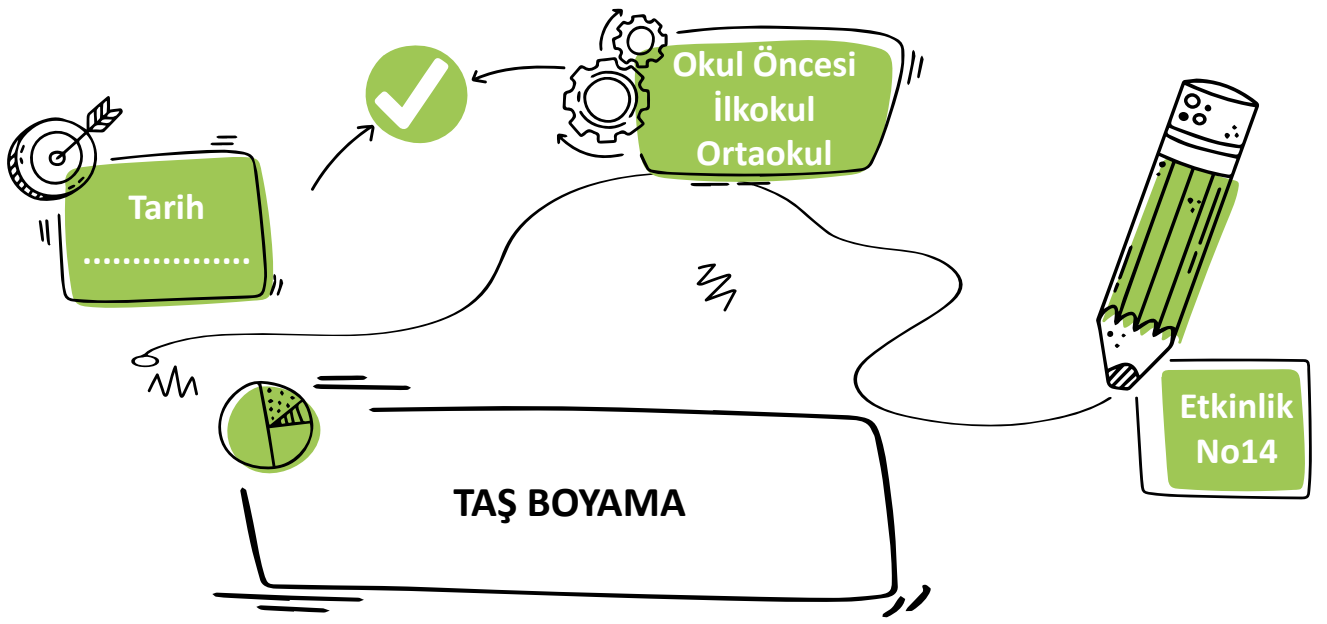 Okul Öncesi
İlkokul
Ortaokul
Tarih
.................
Etkinlik
No14
TAŞ BOYAMA